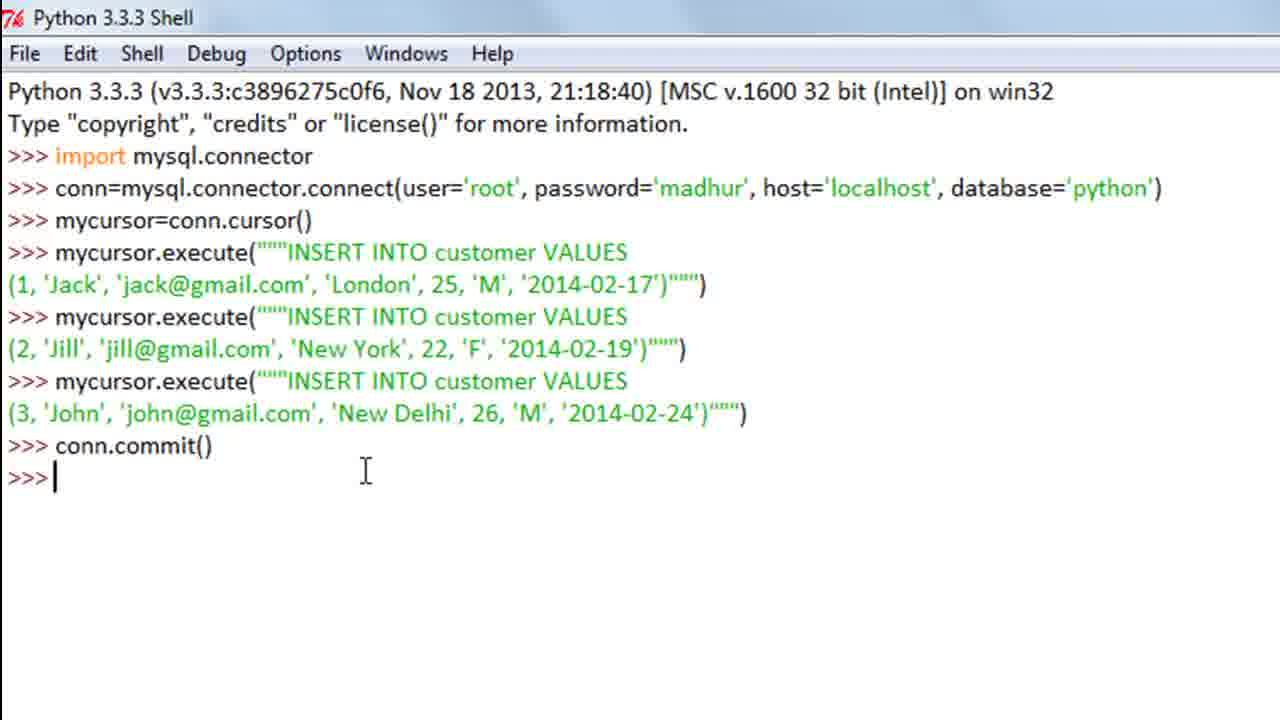 Python 3.3.3 Shell
File Edit Shell Debug Options Windows Help
Python 3.3.3 (v3.3.3:c3896275c0f6, Nov 18 2013, 21:18:40) [MSC v.1600 32 bit (Intel)] on win32
Type "copyright", "credits" or "license()" for more information.
>>> import mysql.connector
>>> conn=mysql.connector.connect(user='root', password='madhur', host='localhost', database='python')
>>> mycursor=conn.cursor()
>>> mycursor.execute("""INSERT INTO customer VALUES
(1, 'Jack', 'jack@gmail.com', 'London', 25, 'M', '2014-02-17')""")
>>> mycursor.execute("""INSERT INTO customer VALUES
(2, 'Jill', 'jill@gmail.com', 'New York', 22, 'F', '2014-02-19')""")
>>> mycursor.execute("""INSERT INTO customer VALUES
(3, 'John', 'john@gmail.com', 'New Delhi', 26, 'M', '2014-02-24')""")
>>> conn.commit()
>>>